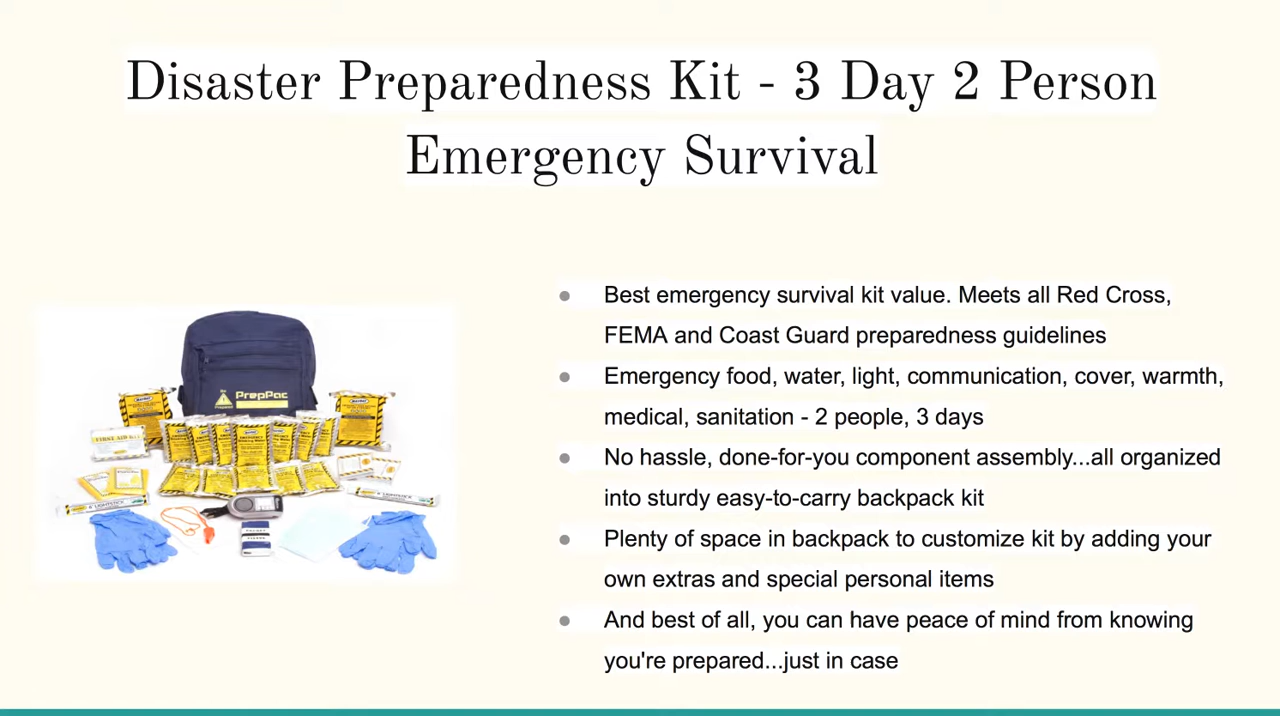 Disaster Preparedness Kit - 3 Day 2 Person
Emergency Survival
Best emergency survival kit value. Meets all Red Cross,
FEMA and Coast Guard preparedness guidelines
Emergency food, water, light, communication, cover, warmth,
medical, sanitation - 2 people, 3 days
No hassle, done-for-you component assembly...all organized
into sturdy easy-to-carry backpack kit
Plenty of space in backpack to customize kit by adding your
own extras and special personal items
And best of all, you can have peace of mind from knowing
you're prepared...just in case
PrepPac
FIRST AID KIT
LIGHTSTICK